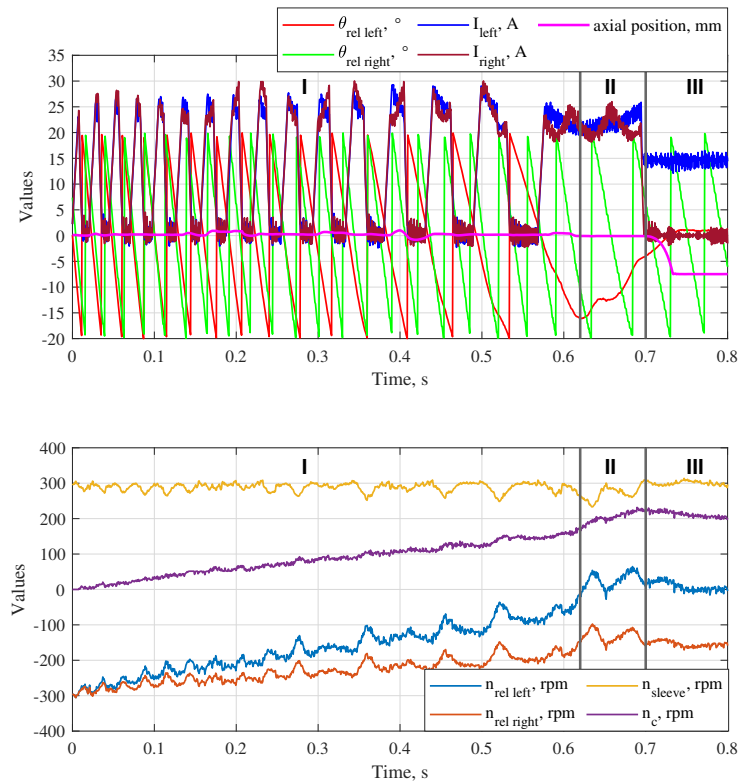 θrel left, ° Ileft, A axial position, mm
θrel right, ° Iright, A
35
30
25
20
15
10
5
0
-5
-10
-15
-20
Values
I II III
0 0.1 0.2 0.3 0.4 0.5 0.6 0.7 0.8
Time, s
400
300
200
100
0
-100
-200
-300
-400
Values
I II III
nrel left, rpm nsleeve, rpm
nrel right, rpm nc, rpm
0 0.1 0.2 0.3 0.4 0.5 0.6 0.7 0.8
Time, s